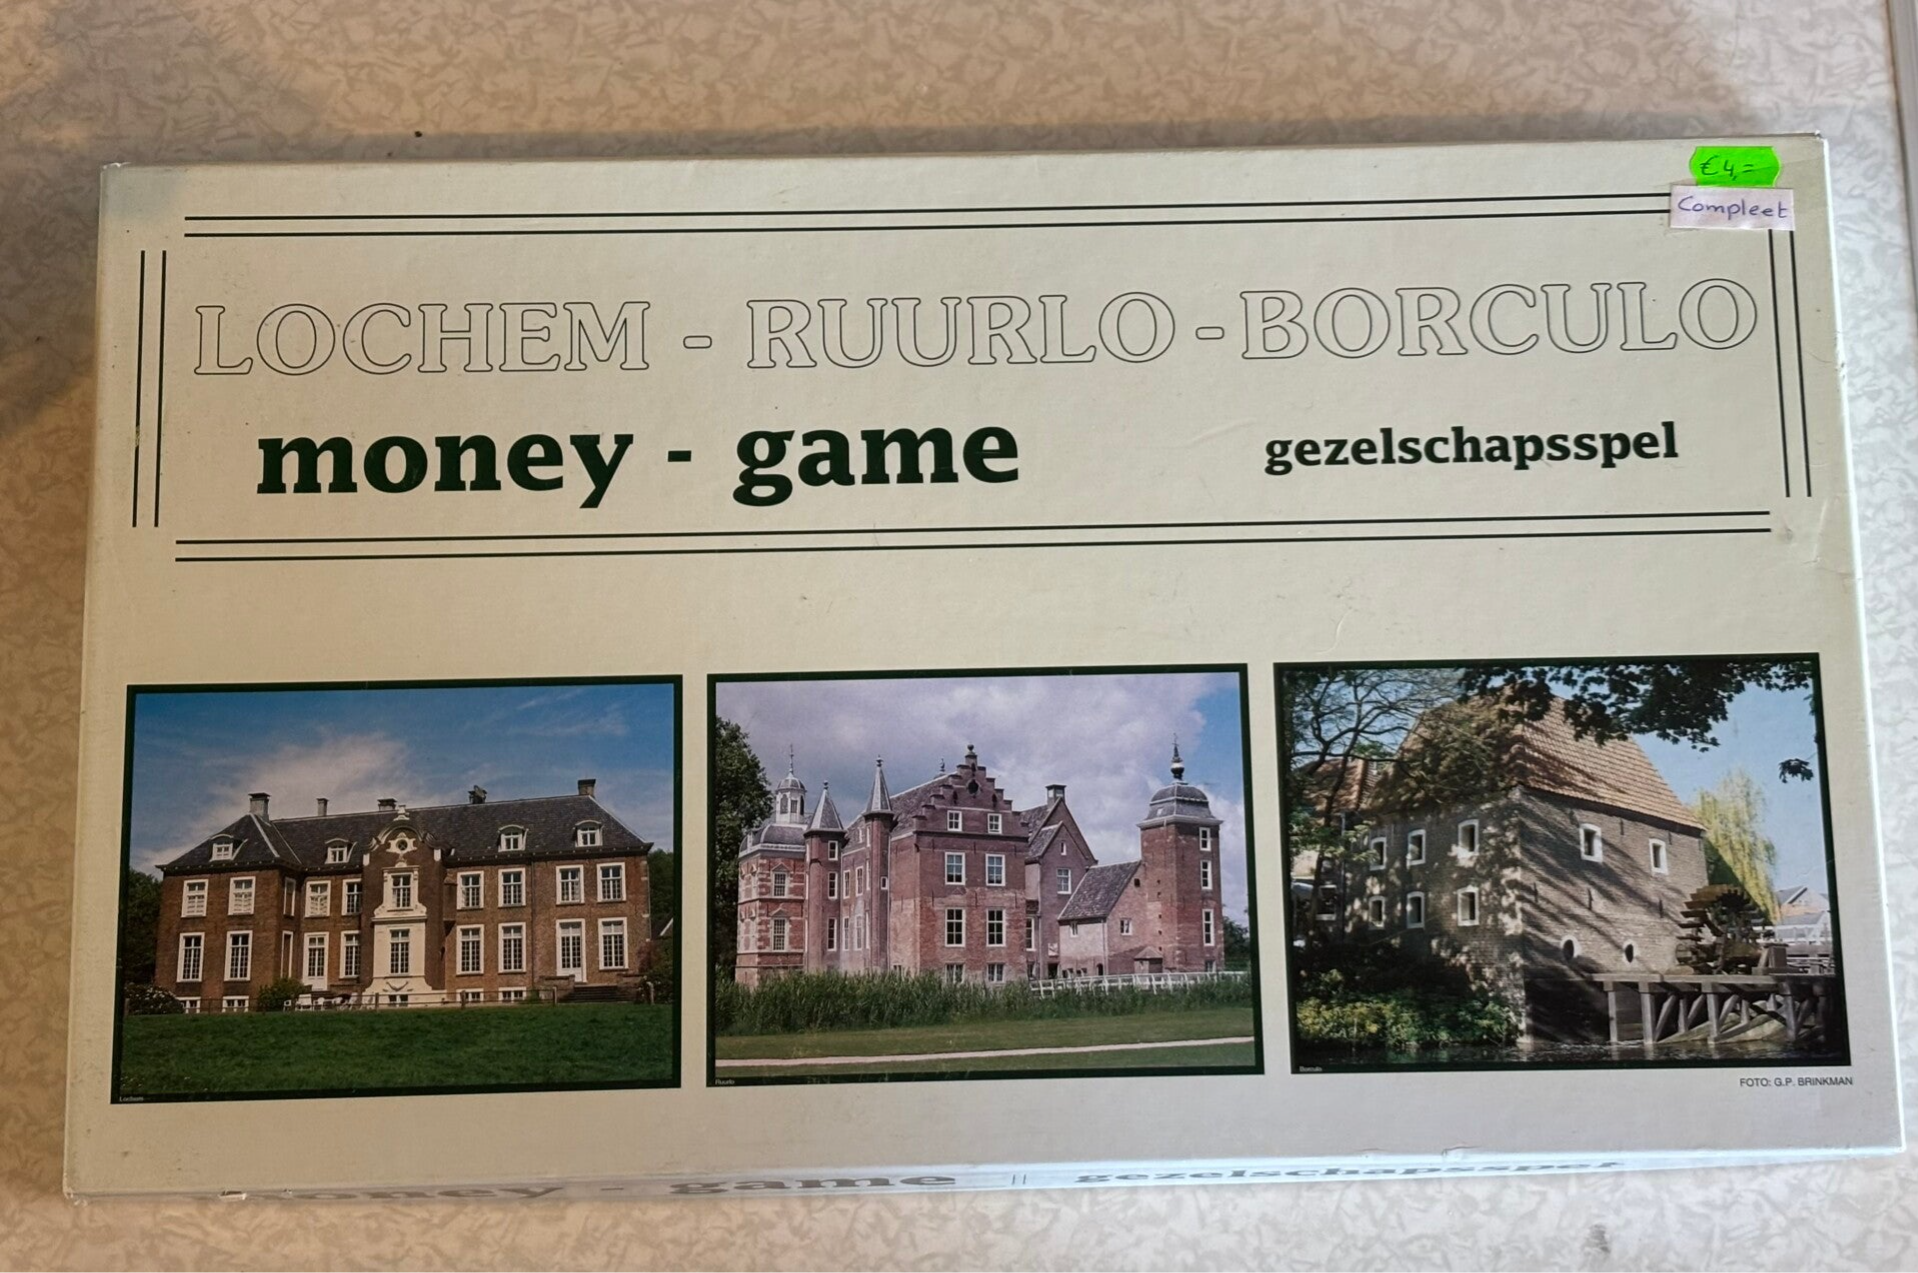 €4,=
Compleet
LOCHEM - RUURLO - BORCULO
money - game gezelschapsspel
Lochem
Ruurlo
Borculo
FOTO: G.P. BRINKMAN
money - game || gezelschapsspel